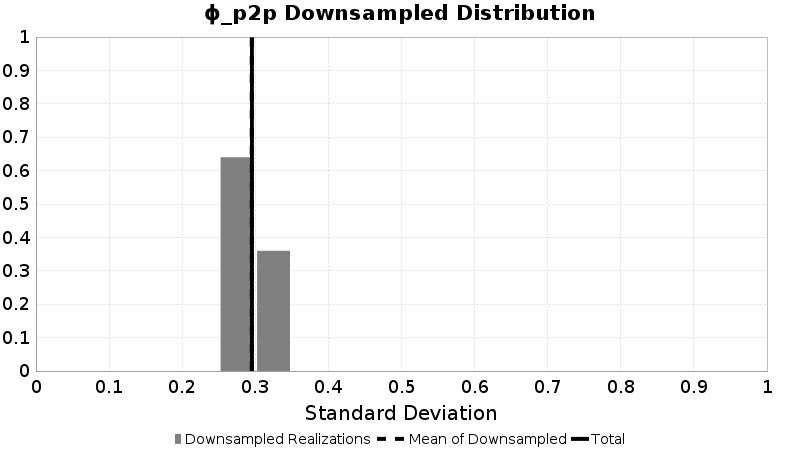 ϕ_p2p Downsampled Distribution
1
0.9
0.8
0.7
0.6
0.5
0.4
0.3
0.2
0.1
0
0 0.1 0.2 0.3 0.4 0.5 0.6 0.7 0.8 0.9 1
Standard Deviation
Downsampled Realizations Mean of Downsampled Total